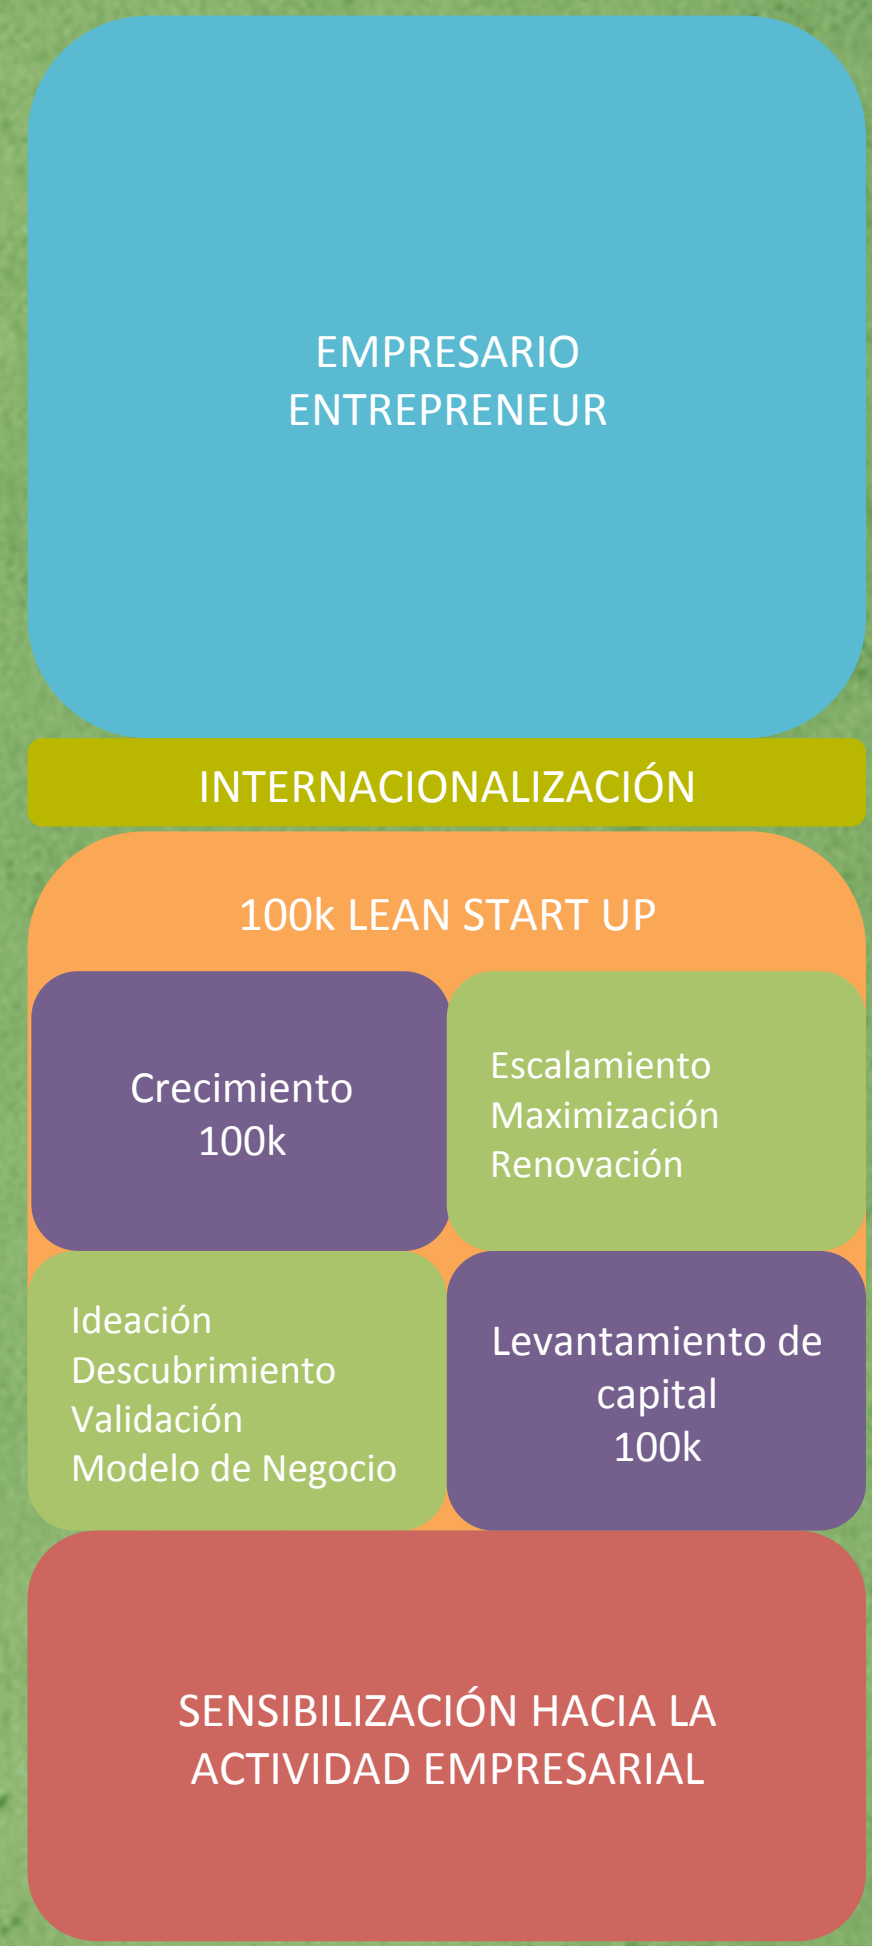 EMPRESARIO
ENTREPRENEUR
INTERNACIONALIZACIÓN
100k LEAN START UP
Crecimiento
100k
Escalamiento
Maximización
Renovación
Ideación
Descubrimiento
Validación
Modelo de Negocio
Levantamiento de
capital
100k
SENSIBILIZACIÓN HACIA LA
ACTIVIDAD EMPRESARIAL